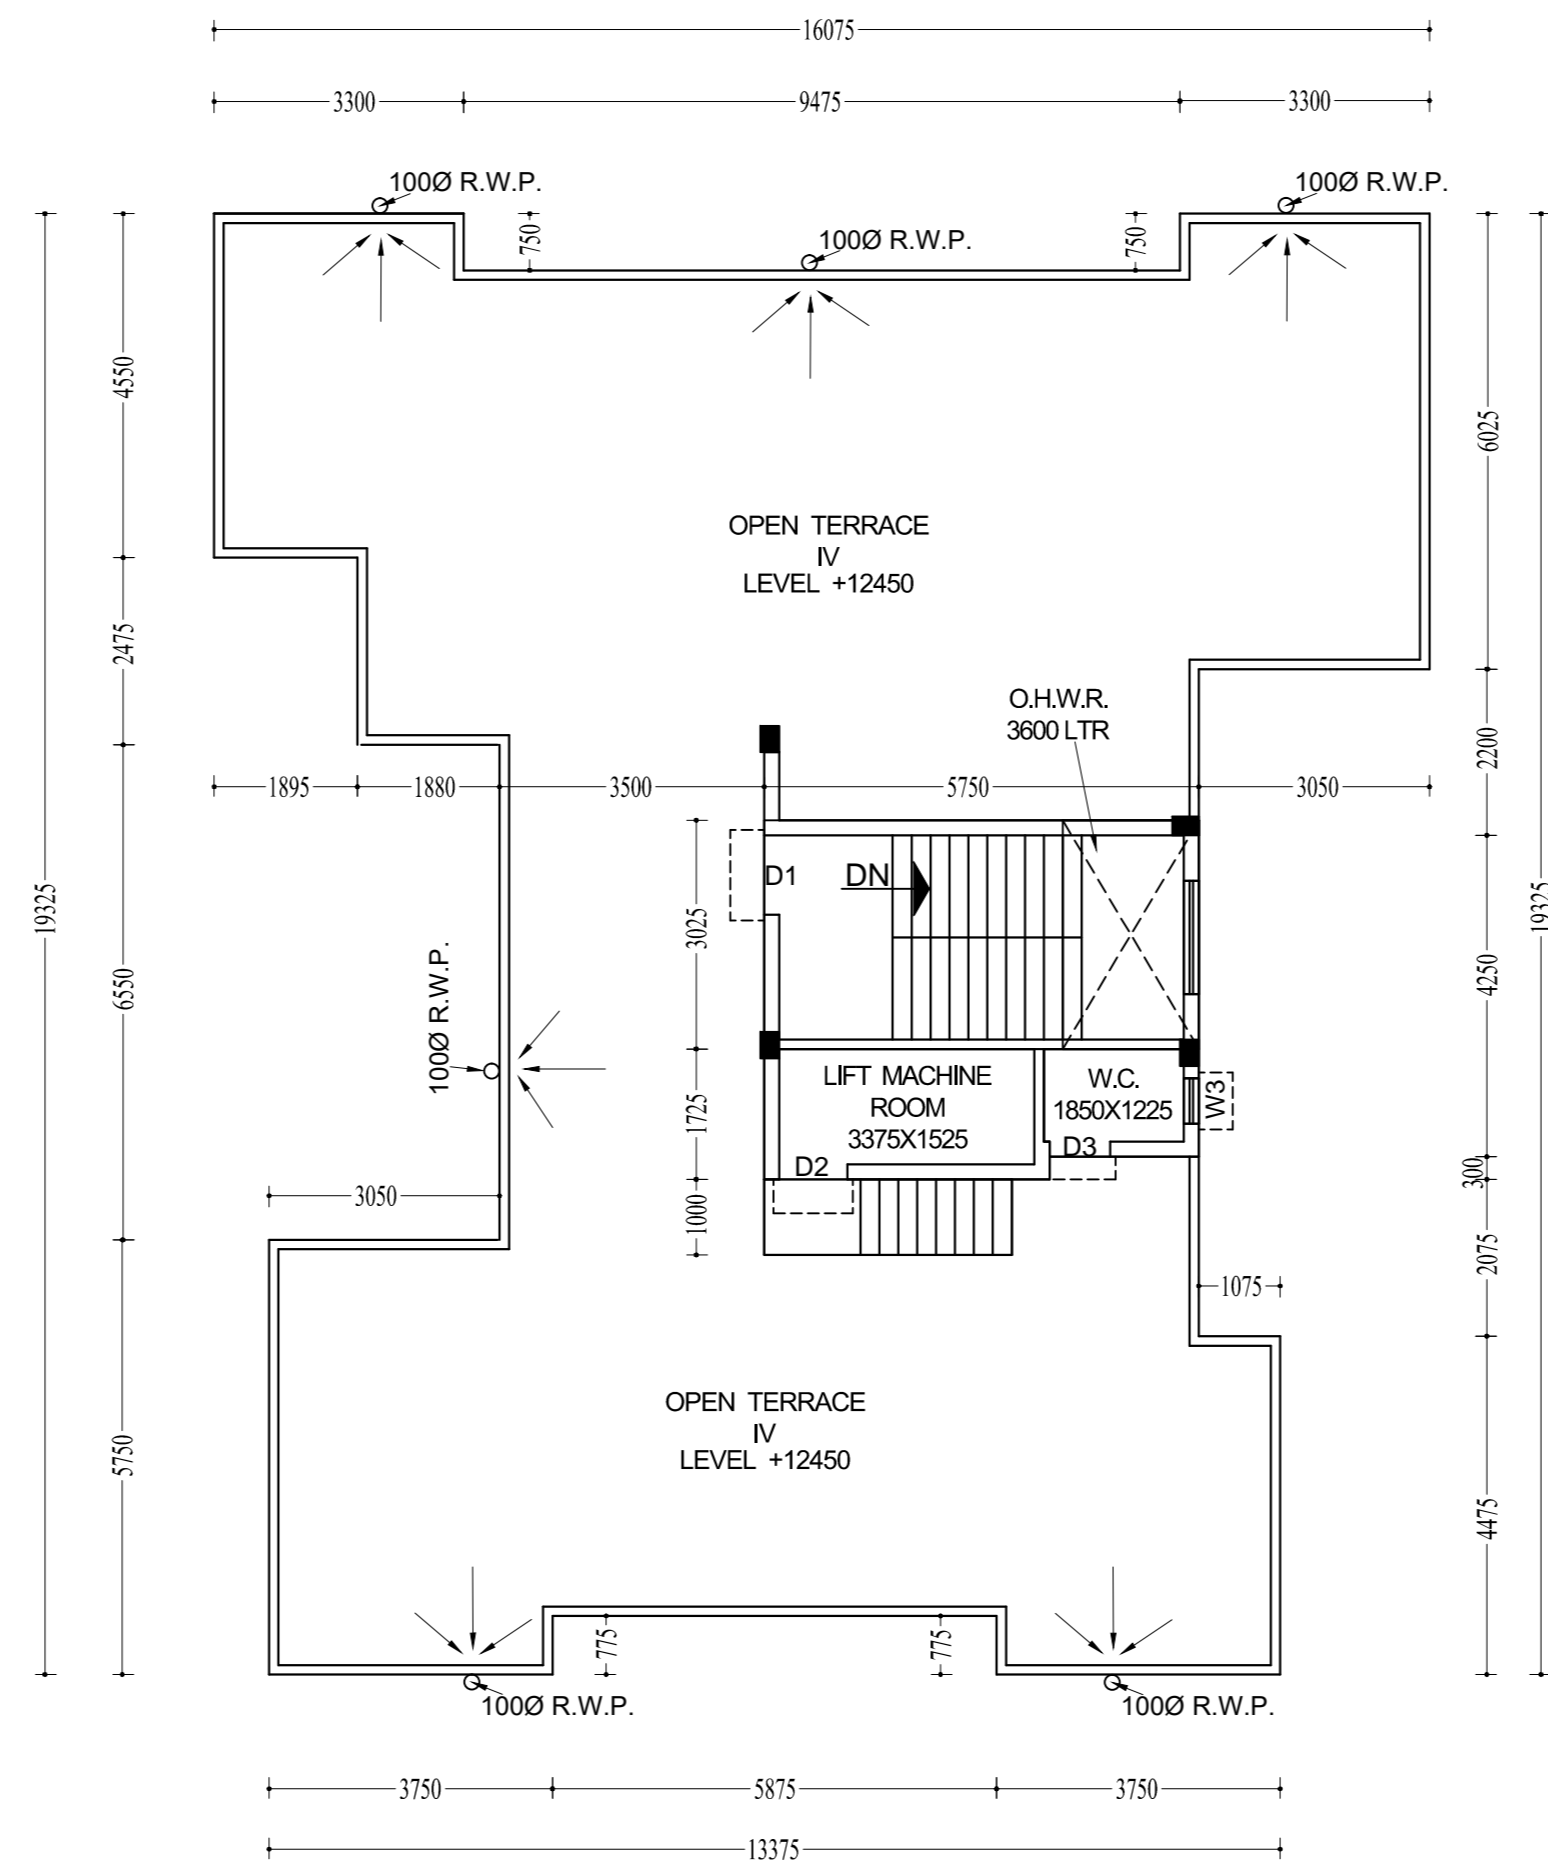 16075
3300
9475
3300
100Ø R.W.P.
100Ø R.W.P.
100Ø R.W.P.
750
750
4550
6025
OPEN TERRACE
IV
LEVEL +12450
2475
O.H.W.R.
3600 LTR
2200
1895
1880
3500
5750
3050
19325
19325
D1
DN
3025
4250
6550
100Ø R.W.P.
LIFT MACHINE
ROOM
3375X1525
W.C.
1850X1225
W3
1725
D2
D3
300
3050
1000
2075
1075
OPEN TERRACE
IV
LEVEL +12450
5750
4475
775
775
100Ø R.W.P.
100Ø R.W.P.
3750
5875
3750
13375